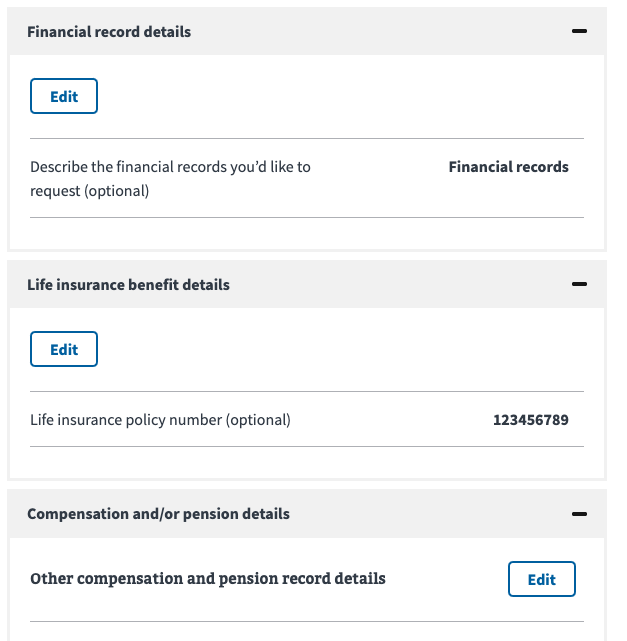 Financial record details
Edit
Describe the financial records you’d like to
request (optional)
Financial records
Life insurance benefit details
Edit
Life insurance policy number (optional)
123456789
Compensation and/or pension details
Other compensation and pension record details
Edit